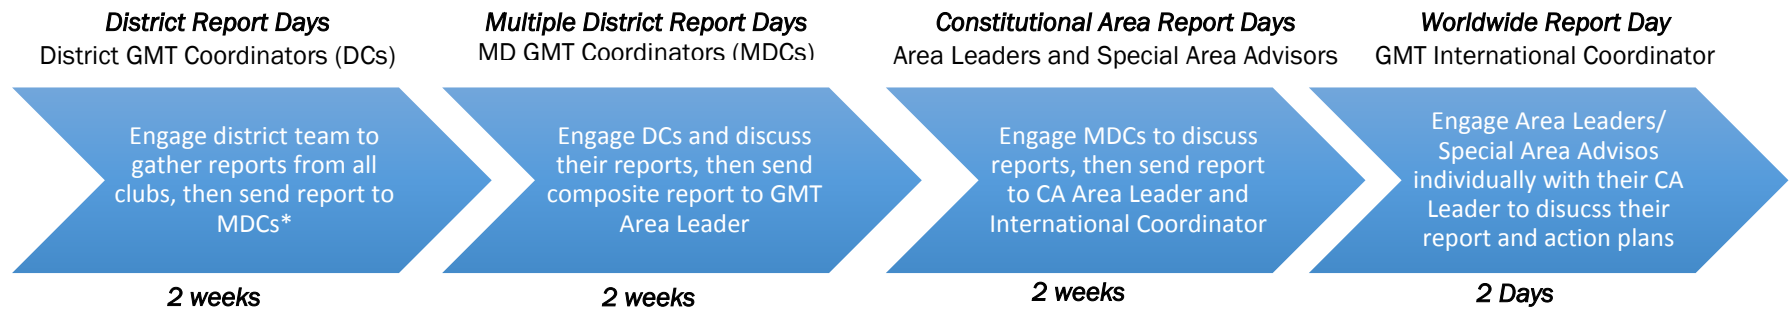 District Report Days
District GMT Coordinators (DCs)
Engage district team to
gather reports from all
clubs, then send report to
MDCs*
2 weeks
Multiple District Report Days
MD GMT Coordinators (MDCs)
Engage DCs and discuss
their reports, then send
composite report to GMT
Area Leader
2 weeks
Constitutional Area Report Days
Area Leaders and Special Area Advisors
Engage MDCs to discuss
reports, then send report
to CA Area Leader and
International Coordinator
2 weeks
Worldwide Report Day
GMT International Coordinator
Engage Area Leaders/
Special Area Advisos
individually with their CA
Leader to disucss their
report and action plans
2 Days